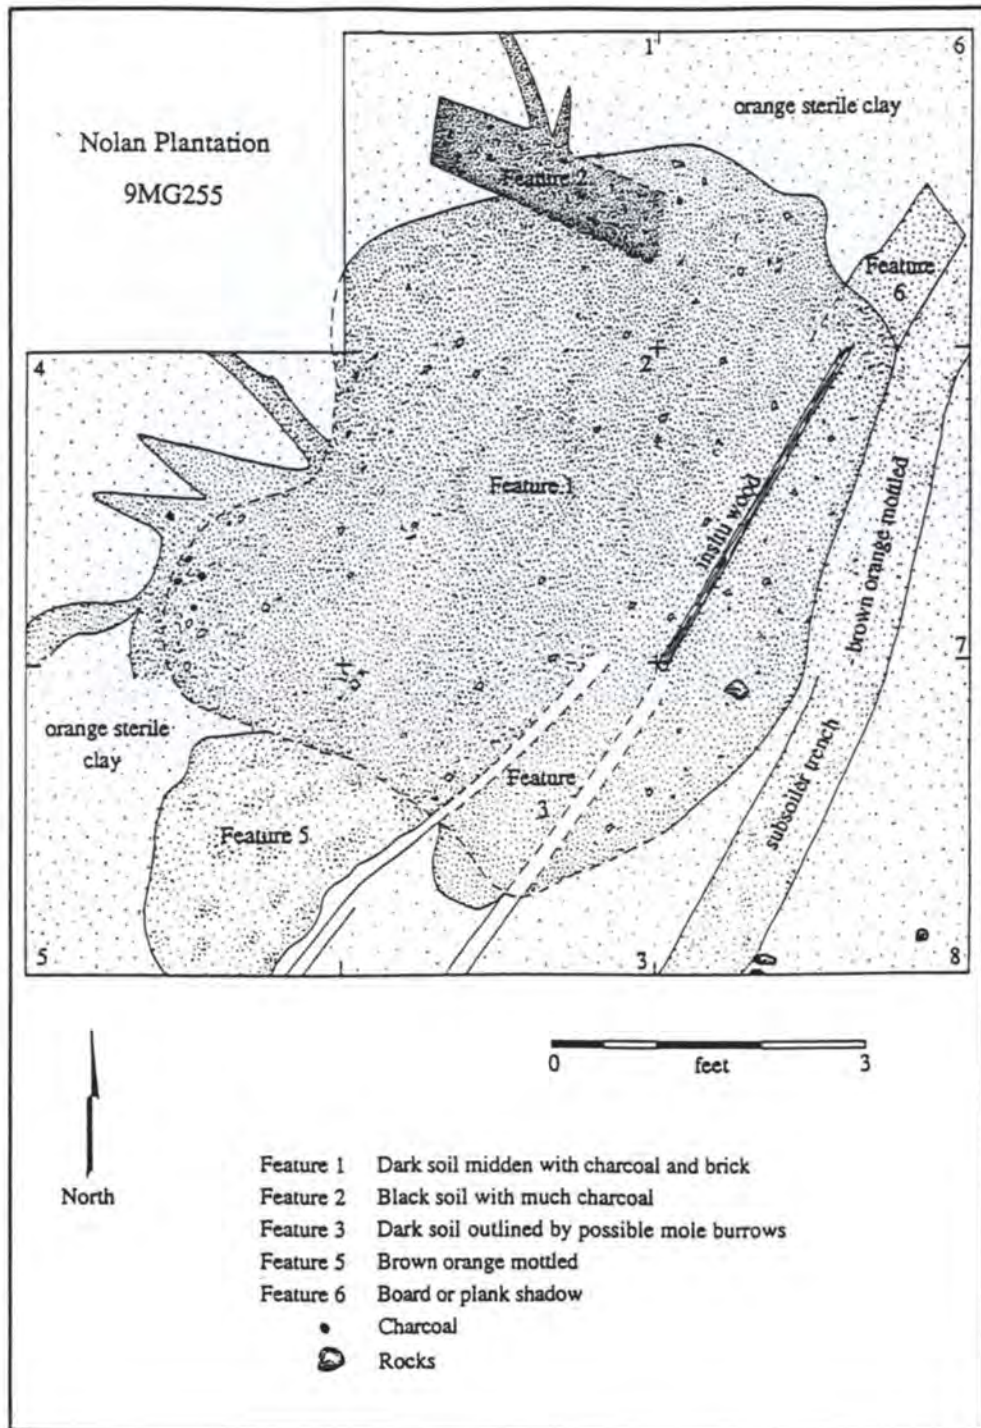 Nolan Plantation
9MG255
1
6
orange sterile clay
Feature 2
Feature
6
4
2
Feature 1
insitu wood
brown orange mottled
7
orange sterile
clay
Feature
3
subsoiler trench
Feature 5
5
3
8
0
feet
3
North
Feature 1 Dark soil midden with charcoal and brick
Feature 2 Black soil with much charcoal
Feature 3 Dark soil outlined by possible mole burrows
Feature 5 Brown orange mottled
Feature 6 Board or plank shadow
Charcoal
Rocks